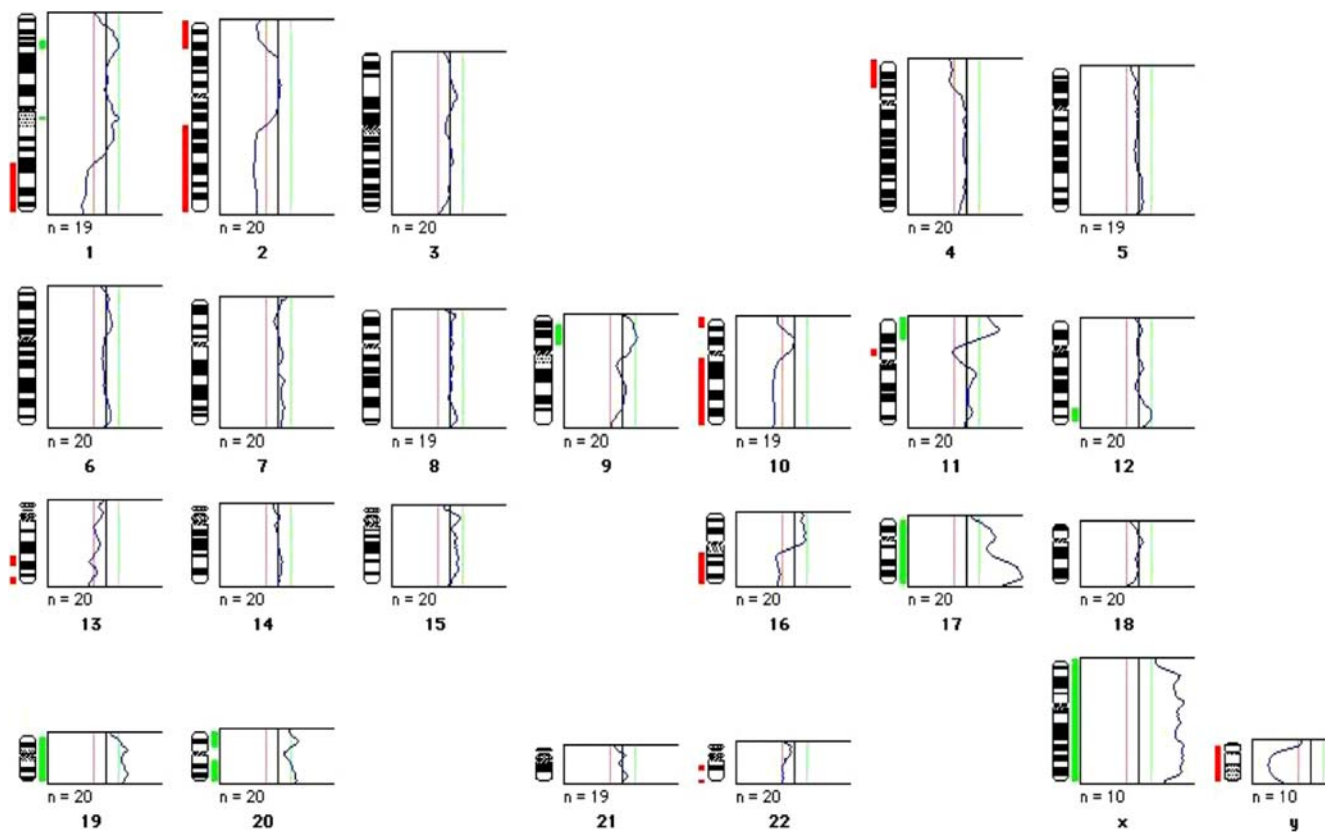 n = 19
n = 20
n = 20
n = 20
n = 19
1
2
3
4
5
n = 20
n = 20
n = 19
n = 20
n = 19
n = 20
n = 20
6
7
8
9
10
11
12
n = 20
n = 20
n = 20
n = 20
n = 20
n = 20
13
14
15
16
17
18
n = 20
n = 20
n = 19
n = 20
n = 10
n = 10
19
20
21
22
x
y